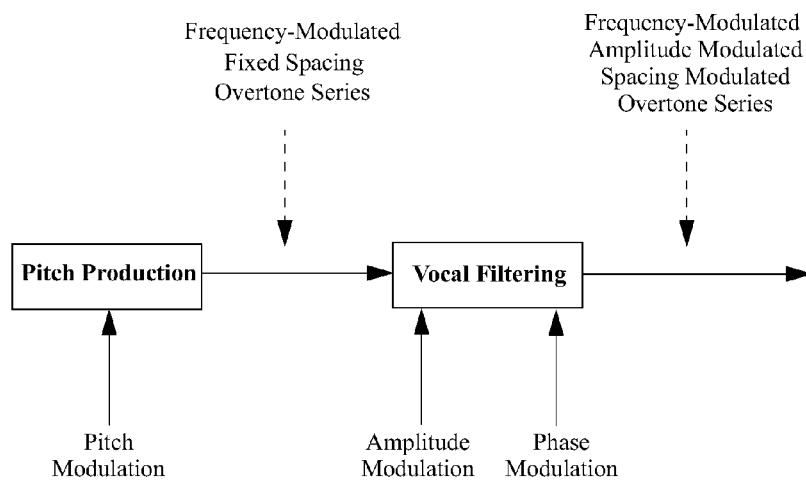 Frequency-Modulated
Fixed Spacing
Overtone Series
Frequency-Modulated
Amplitude Modulated
Spacing Modulated
Overtone Series
Pitch Production
Vocal Filtering
Pitch
Modulation
Amplitude
Modulation
Phase
Modulation